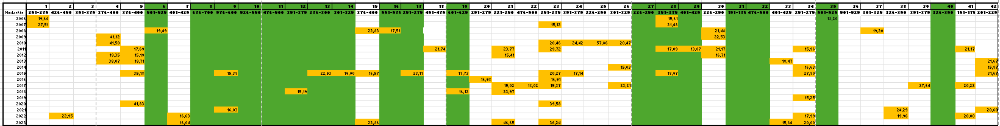 1 2 3 4 5 6 7 8 9 10 11 12 13 14 15 16 17 18 19 20 21 22 23 24 25 26 27 28 29 30 31 32 33 34 35 36 37 38 39 40 41 42
Moderår 251-275 426-450 351-375 376-400 376-400 501-525 401-425 676-700 576-600 526-550 476-500 351-375 276-300 301-325 376-400 551-575 251-275 451-475 601-625 251-275 221-250 476-500 251-275 251-275 226-250 301-325 226-250 351-375 401-425 226-250 151-175 476-500 401-425 251-275 501-525 501-525 301-325 326-350 351-375 326-350 151-175 201-225
2006 19,64 15,61 18,20
2007 27,51 15,12 21,48
2008 19,49 22,83 17,51 21,48 19,20
2009 41,12 22,53
2010 41,50 20,46 24,42 57,86 20,47
2011 17,69 21,74 23,77 29,72 17,09 13,87 21,17 15,96 21,17
2012 19,35 15,19 15,41 16,71
2013 38,07 19,71 18,47 21,67
2014 15,03 16,63 15,87
2015 35,18 15,38 22,53 19,90 16,57 23,11 17,73 20,27 17,14 18,97 27,80 31,67
2016 16,98 16,91
2017 15,02 18,02 15,37 23,21 27,64 20,22
2018 15,19 16,12 23,97
2019 15,25
2020 41,83 39,58
2021 16,03 24,29 20,60
2022 22,95 16,63 17,99 19,96 20,00
2023 16,04 22,86 46,65 36,24 15,84 20,00